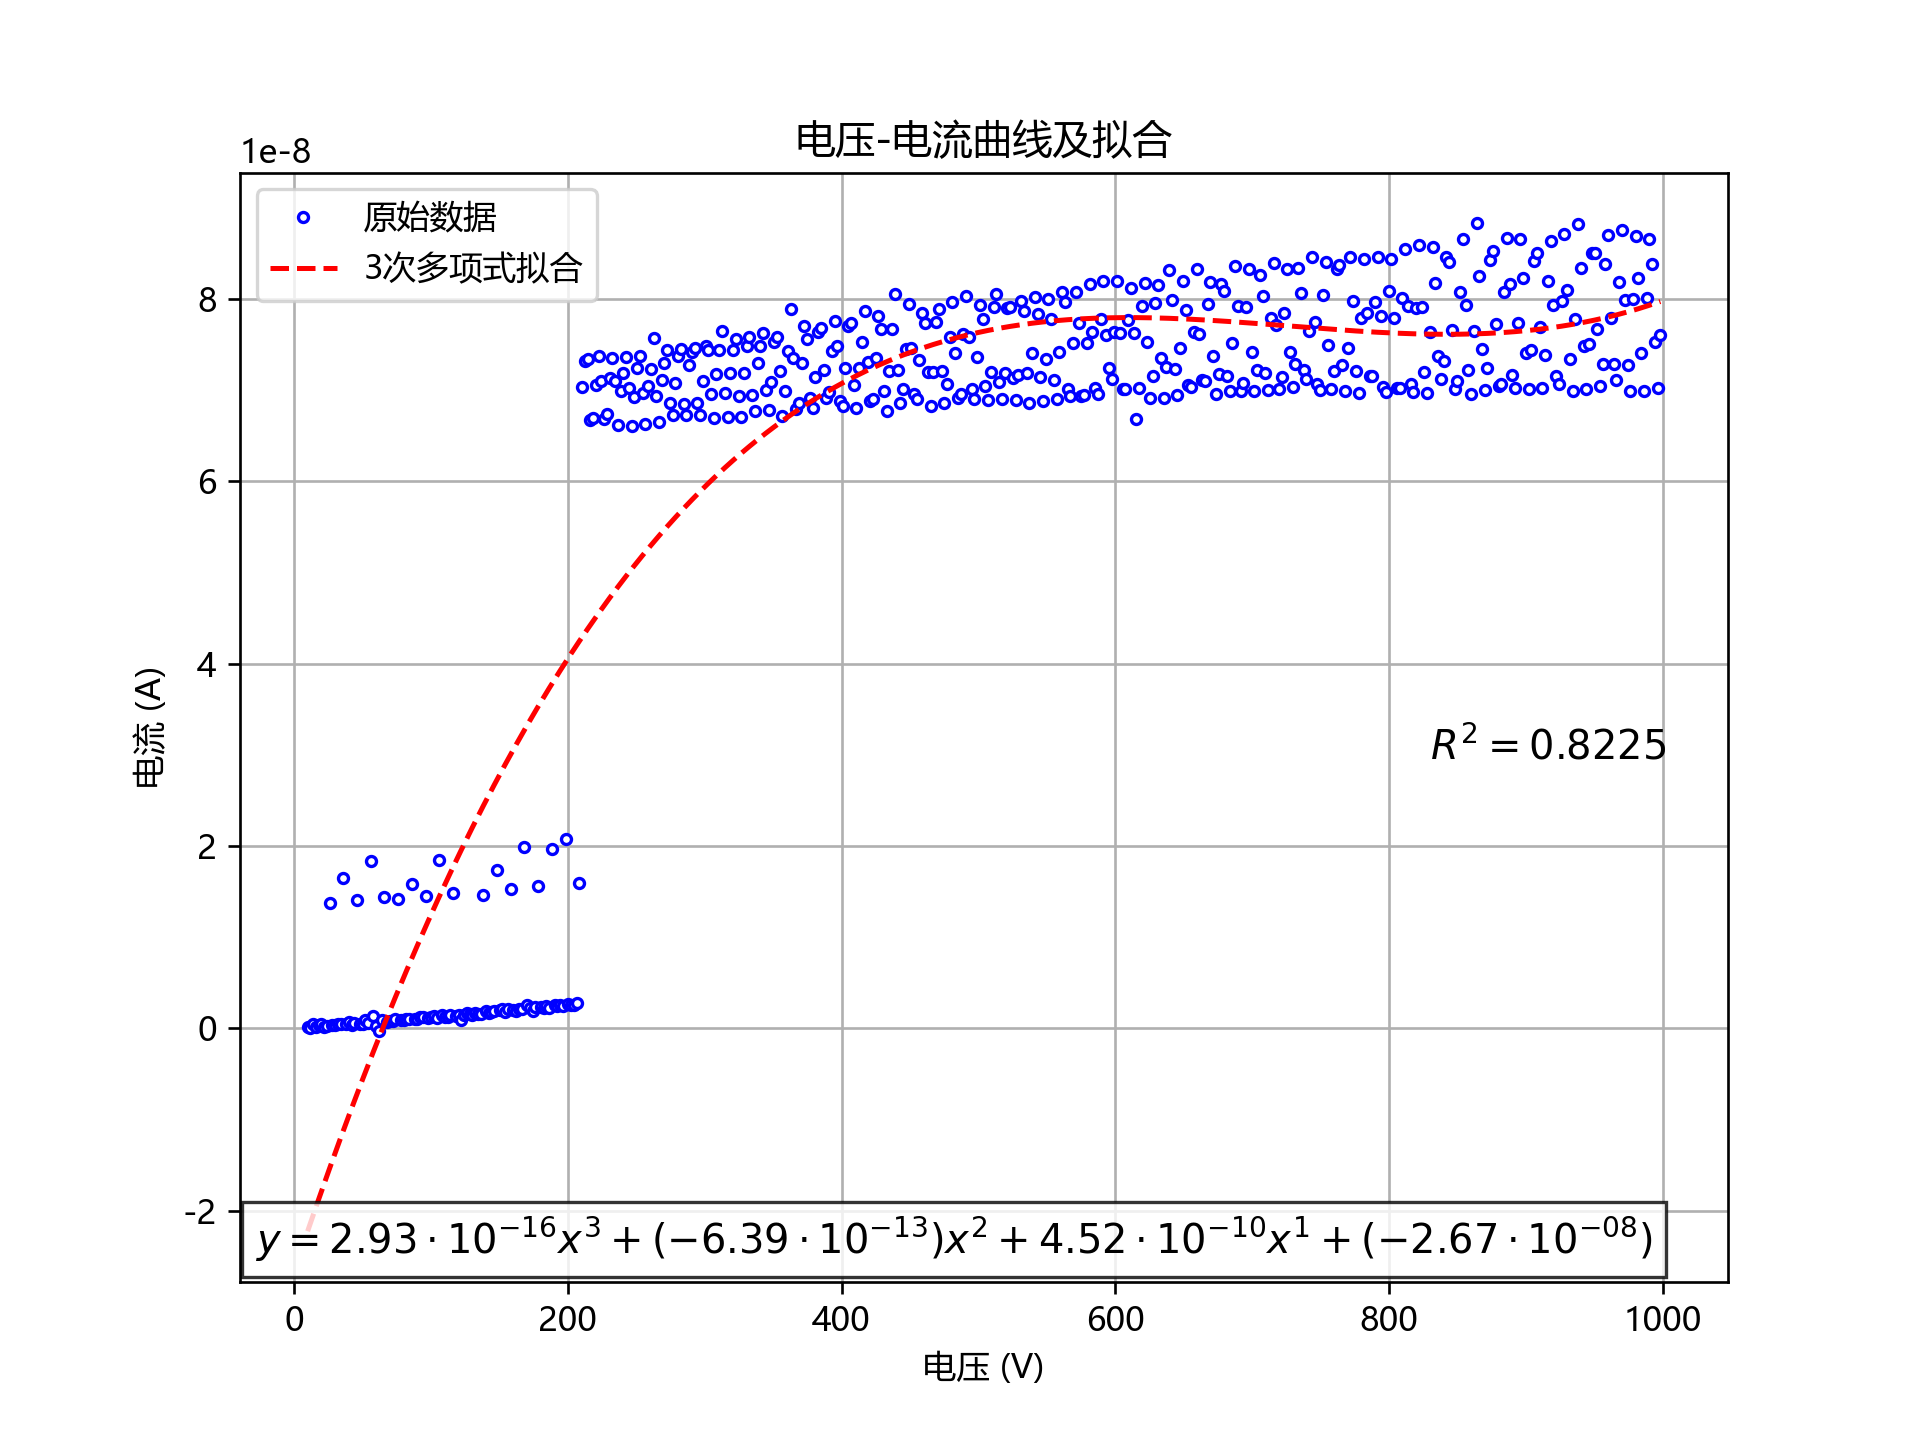 电压-电流曲线及拟合
1e-8
原始数据
3次多项式拟合
8
6
4
2
0
-2
电流 (A)
R² = 0.8225
y = 2.93 · 10⁻¹⁶x³ + (−6.39 · 10⁻¹³)x² + 4.52 · 10⁻¹⁰x¹ + (−2.67 · 10⁻⁰⁸)
0 200 400 600 800 1000
电压 (V)